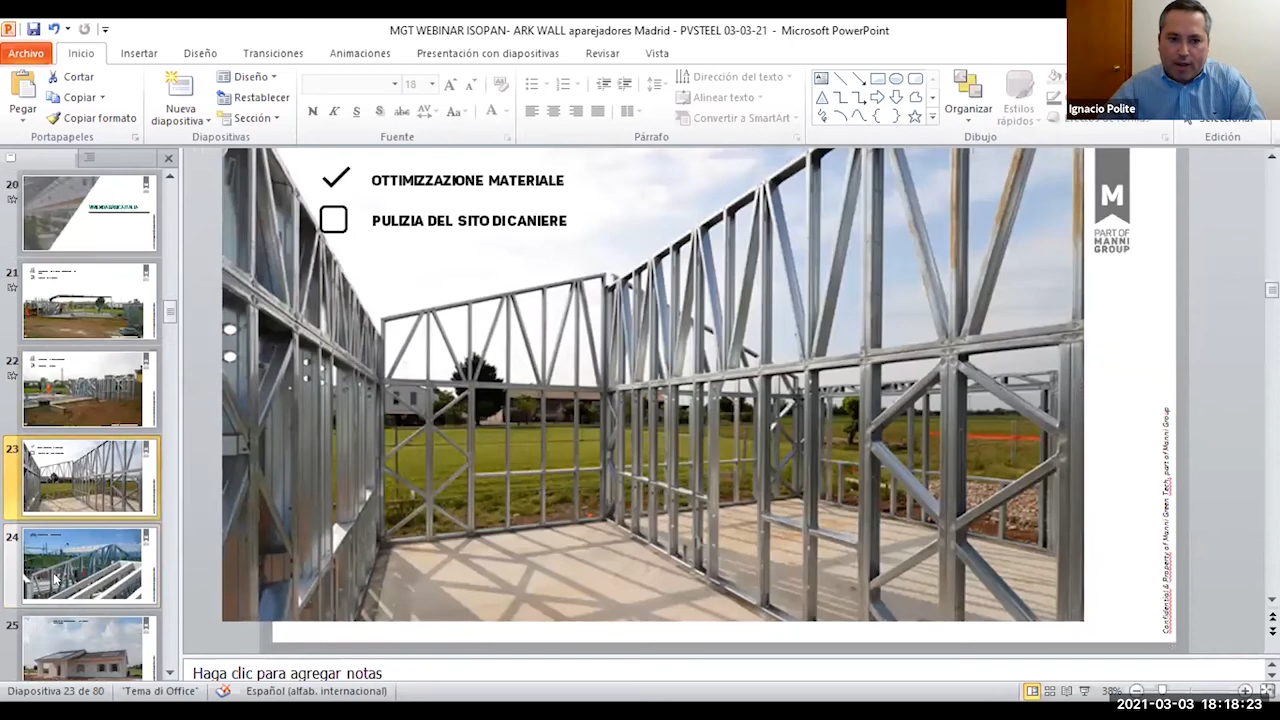 MGT WEBINAR ISOPAN- ARK WALL aparejadores Madrid - PVSTEEL 03-03-21 - Microsoft PowerPoint
Archivo Inicio Insertar Diseño Transiciones Animaciones Presentación con diapositivas Revisar Vista
Cortar
Copiar
Copiar formato
Pegar
Portapapeles
Nueva
diapositiva
Diseño
Restablecer
Sección
Diapositivas
18
N K S abc AV Aa A
Fuente
Dirección del texto
Alinear texto
Convertir a SmartArt
Párrafo
Organizar
Estilos
rápidos
Dibujo
Edición
Ignacio Polite
20
21
22
23
24
25
OTTIMIZZAZIONE MATERIALE
PULIZIA DEL SITO DI CANIERE
M
PART OF
MANNI
GROUP
Confidential & Property of Manni Green Tech, part of Manni Group
Haga clic para agregar notas
Diapositiva 23 de 80 "Tema di Office" Español (alfab. internacional) 38%
2021-03-03 18:18:23